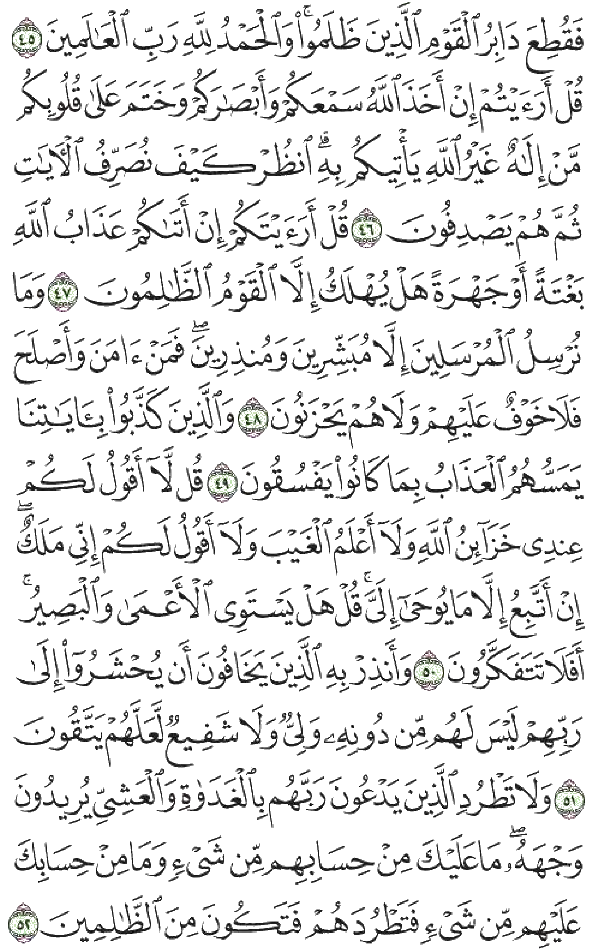 فَقُطِعَ دَابِرُ ٱلْقَوْمِ ٱلَّذِينَ ظَلَمُوا۟ ۚ وَٱلْحَمْدُ لِلَّهِ رَبِّ ٱلْعَـٰلَمِينَ ٤٥
قُلْ أَرَءَيْتُمْ إِنْ أَخَذَ ٱللَّهُ سَمْعَكُمْ وَأَبْصَـٰرَكُمْ وَخَتَمَ عَلَىٰ قُلُوبِكُم
مَّنْ إِلَـٰهٌ غَيْرُ ٱللَّهِ يَأْتِيكُم بِهِ ۗ ٱنظُرْ كَيْفَ نُصَرِّفُ ٱلْـَٔايَـٰتِ
ثُمَّ هُمْ يَصْدِفُونَ ٤٦ قُلْ أَرَءَيْتَكُمْ إِنْ أَتَىٰكُمْ عَذَابُ ٱللَّهِ
بَغْتَةً أَوْ جَهْرَةً هَلْ يُهْلَكُ إِلَّا ٱلْقَوْمُ ٱلظَّـٰلِمُونَ ٤٧ وَمَا
نُرْسِلُ ٱلْمُرْسَلِينَ إِلَّا مُبَشِّرِينَ وَمُنذِرِينَ ۖ فَمَنْ ءَامَنَ وَأَصْلَحَ
فَلَا خَوْفٌ عَلَيْهِمْ وَلَا هُمْ يَحْزَنُونَ ٤٨ وَٱلَّذِينَ كَذَّبُوا۟ بِـَٔايَـٰتِنَا
يَمَسُّهُمُ ٱلْعَذَابُ بِمَا كَانُوا۟ يَفْسُقُونَ ٤٩ قُل لَّآ أَقُولُ لَكُمْ
عِندِى خَزَآئِنُ ٱللَّهِ وَلَآ أَعْلَمُ ٱلْغَيْبَ وَلَآ أَقُولُ لَكُمْ إِنِّى مَلَكٌ ۖ
إِنْ أَتَّبِعُ إِلَّا مَا يُوحَىٰٓ إِلَىَّ ۚ قُلْ هَلْ يَسْتَوِى ٱلْأَعْمَىٰ وَٱلْبَصِيرُ ۚ
أَفَلَا تَتَفَكَّرُونَ ٥٠ وَأَنذِرْ بِهِ ٱلَّذِينَ يَخَافُونَ أَن يُحْشَرُوٓا۟ إِلَىٰ
رَبِّهِمْ لَيْسَ لَهُم مِّن دُونِهِۦ وَلِىٌّ وَلَا شَفِيعٌ لَّعَلَّهُمْ يَتَّقُونَ
٥١ وَلَا تَطْرُدِ ٱلَّذِينَ يَدْعُونَ رَبَّهُم بِٱلْغَدَوٰةِ وَٱلْعَشِىِّ يُرِيدُونَ
وَجْهَهُۥ ۖ مَا عَلَيْكَ مِنْ حِسَابِهِم مِّن شَىْءٍ وَمَا مِنْ حِسَابِكَ
عَلَيْهِم مِّن شَىْءٍ فَتَطْرُدَهُمْ فَتَكُونَ مِنَ ٱلظَّـٰلِمِينَ ٥٢